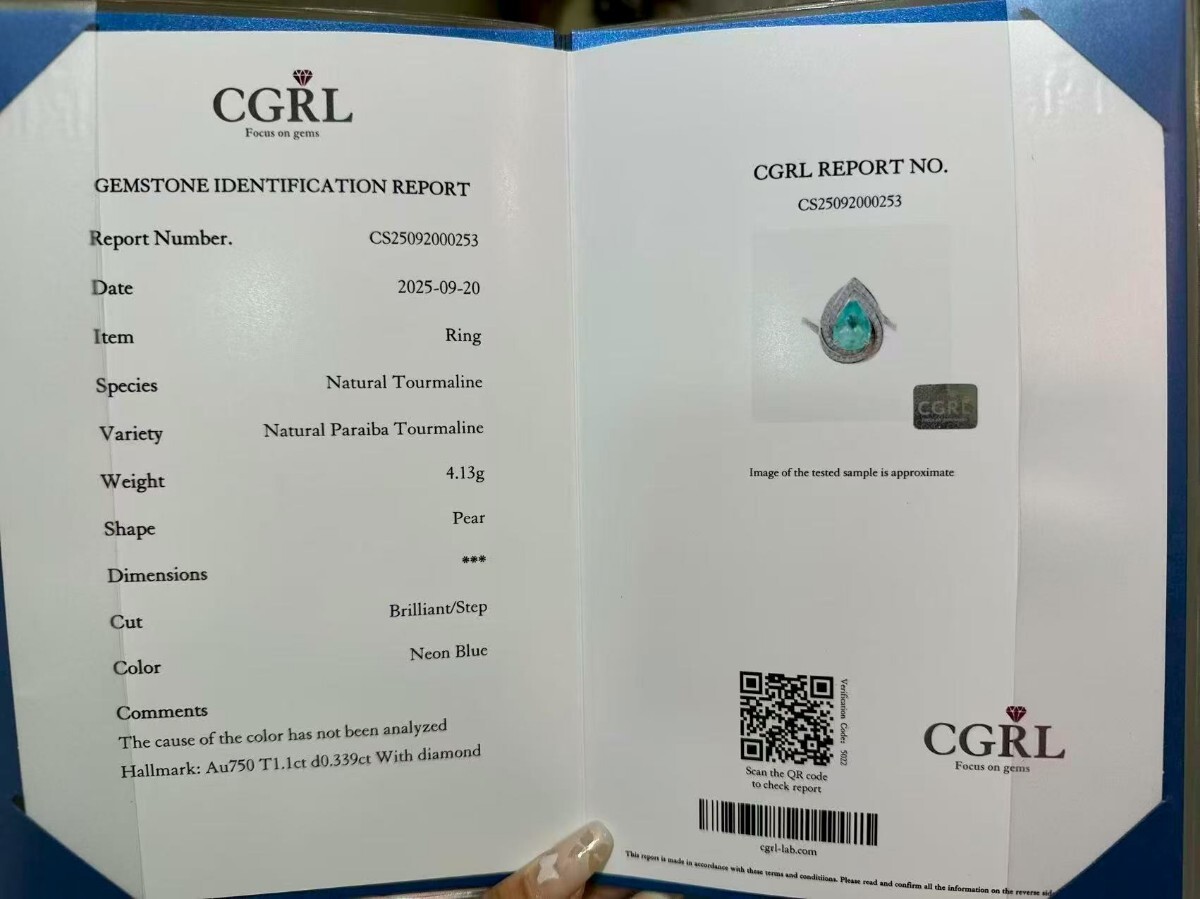 CGRL
Focus on gems
GEMSTONE IDENTIFICATION REPORT
Report Number. CS25092000253
Date 2025-09-20
Item Ring
Species Natural Tourmaline
Variety Natural Paraiba Tourmaline
Weight 4.13g
Shape Pear
Dimensions ***
Cut Brilliant/Step
Color Neon Blue
Comments
The cause of the color has not been analyzed
Hallmark: Au750 T1.1ct d0.339ct With diamond
CGRL REPORT NO.
CS25092000253
CGRL
Image of the tested sample is approximate
Verification Code: 5022
Scan the QR code
to check report
cgrl-lab.com
CGRL
Focus on gems
This report is made in accordance with these terms and conditiions. Please read and confirm all the information on the reverse side